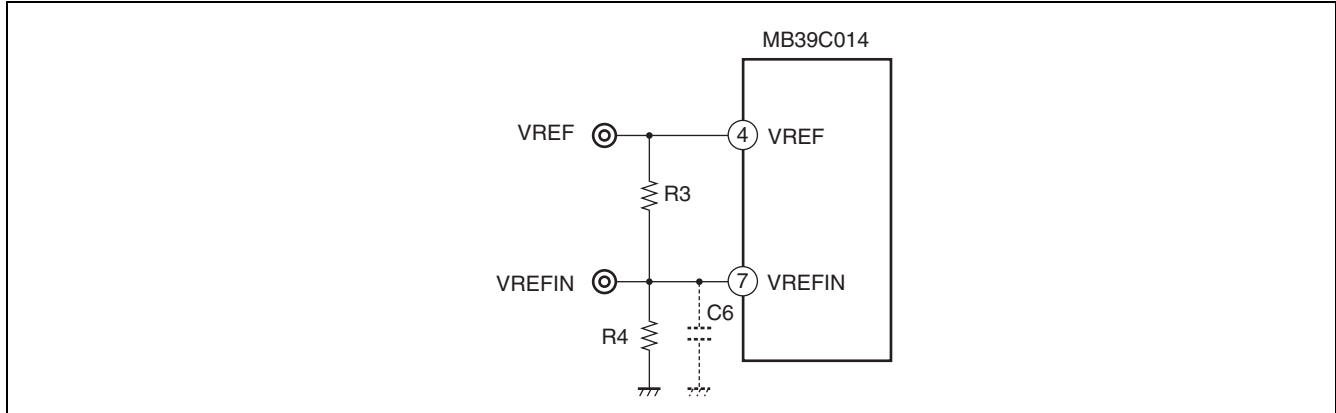 MB39C014
VREF
4
VREF
R3
VREFIN
7
VREFIN
C6
R4